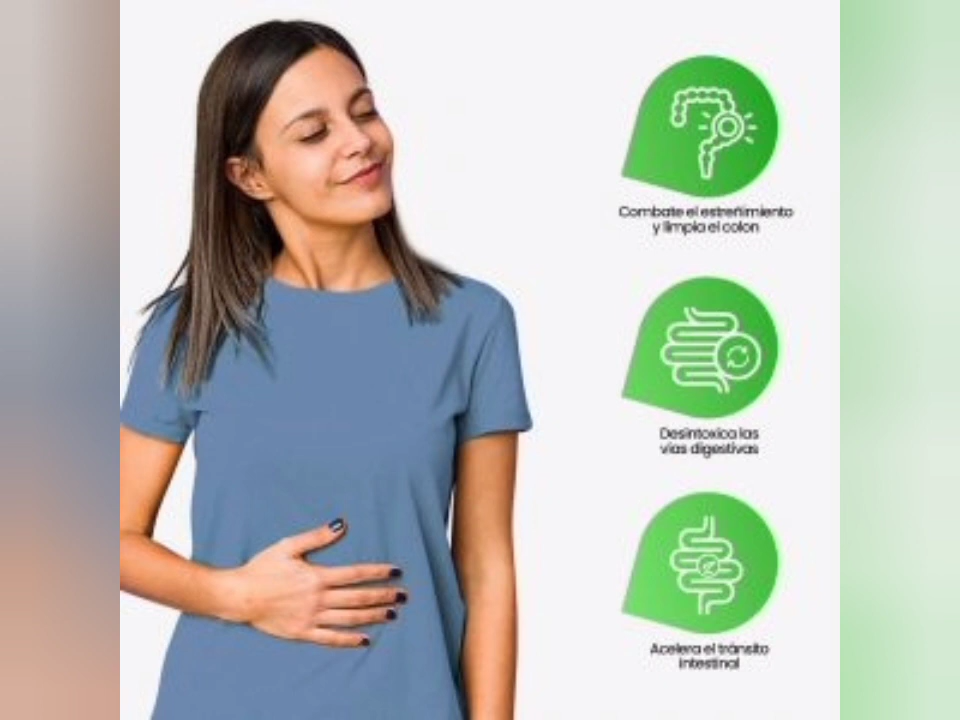 Combate el estreñimiento
y limpia el colon
Desintoxica las
vías digestivas
Acelera el tránsito
intestinal